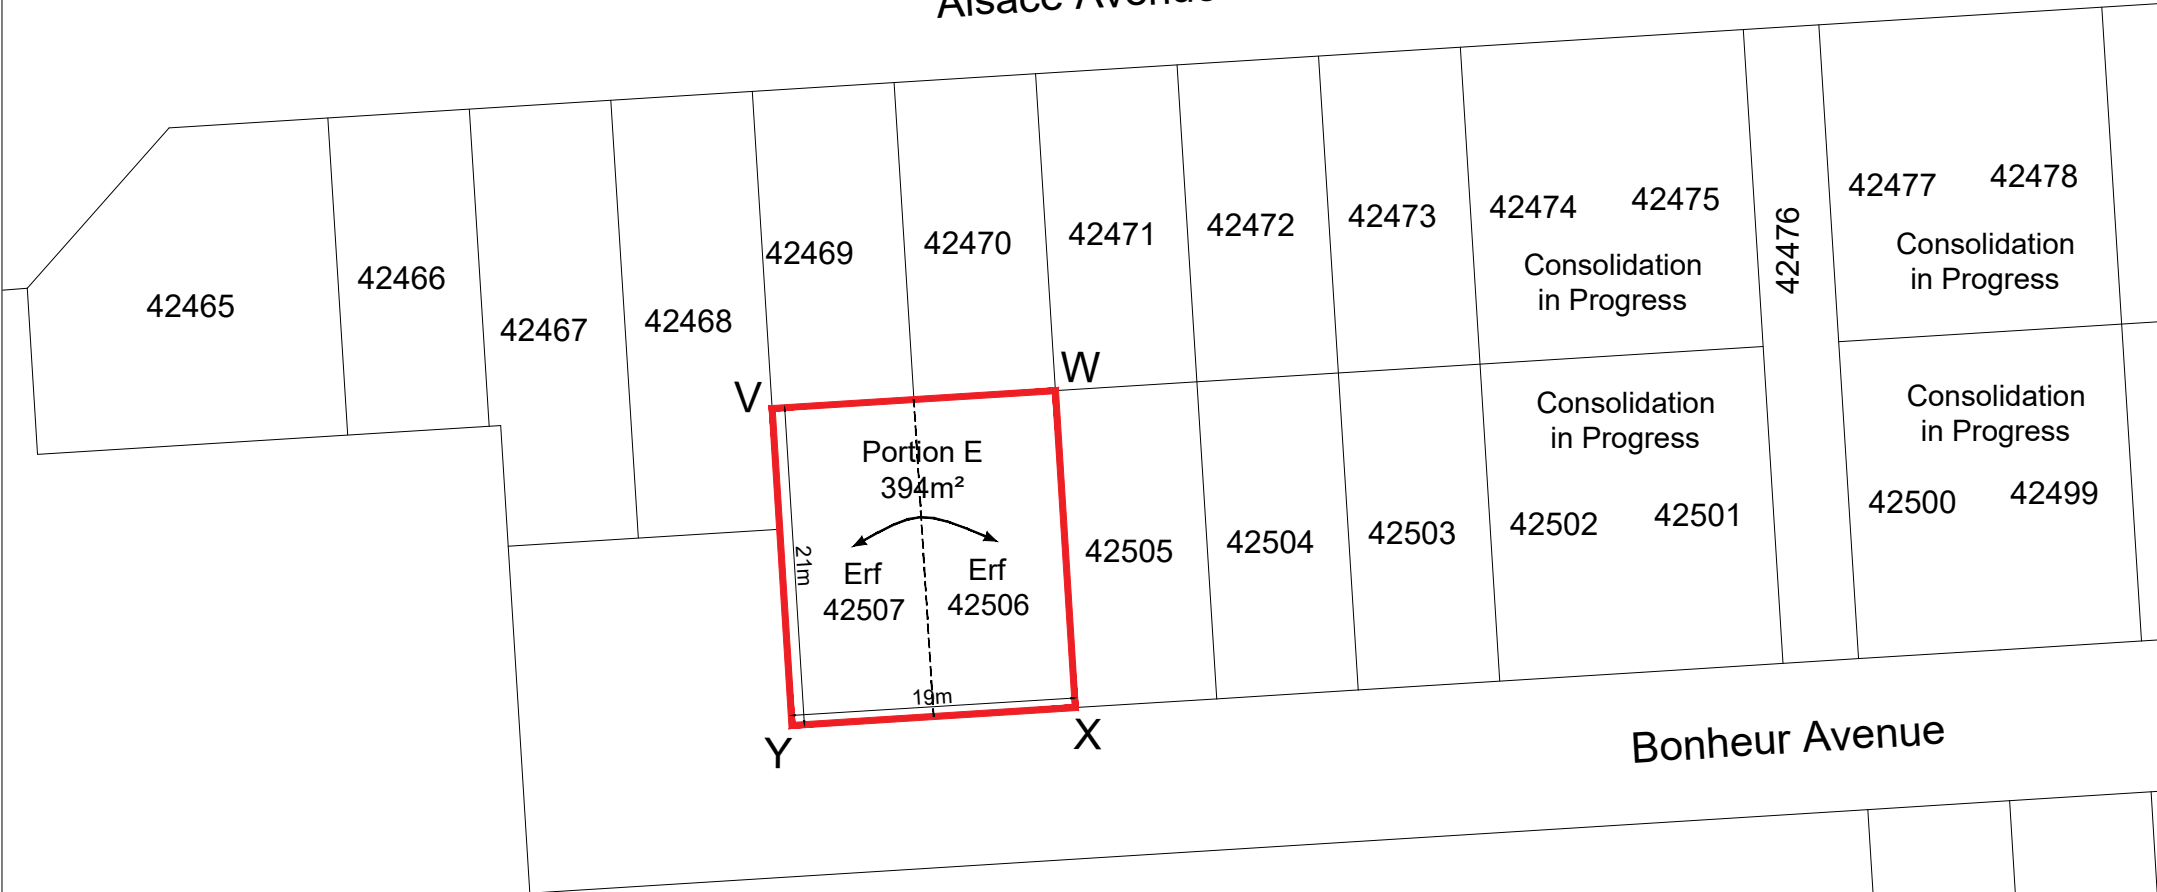 Alsace Avenue
42465
42466
42467
42468
42469
42470
42471
42472
42473
42474
42475
Consolidation
in Progress
42476
42477
42478
Consolidation
in Progress
V
W
Portion E
394m²
Erf
42507
Erf
42506
21m
19m
Y
X
42505
42504
42503
Consolidation
in Progress
42502
42501
Consolidation
in Progress
42500
42499
Bonheur Avenue